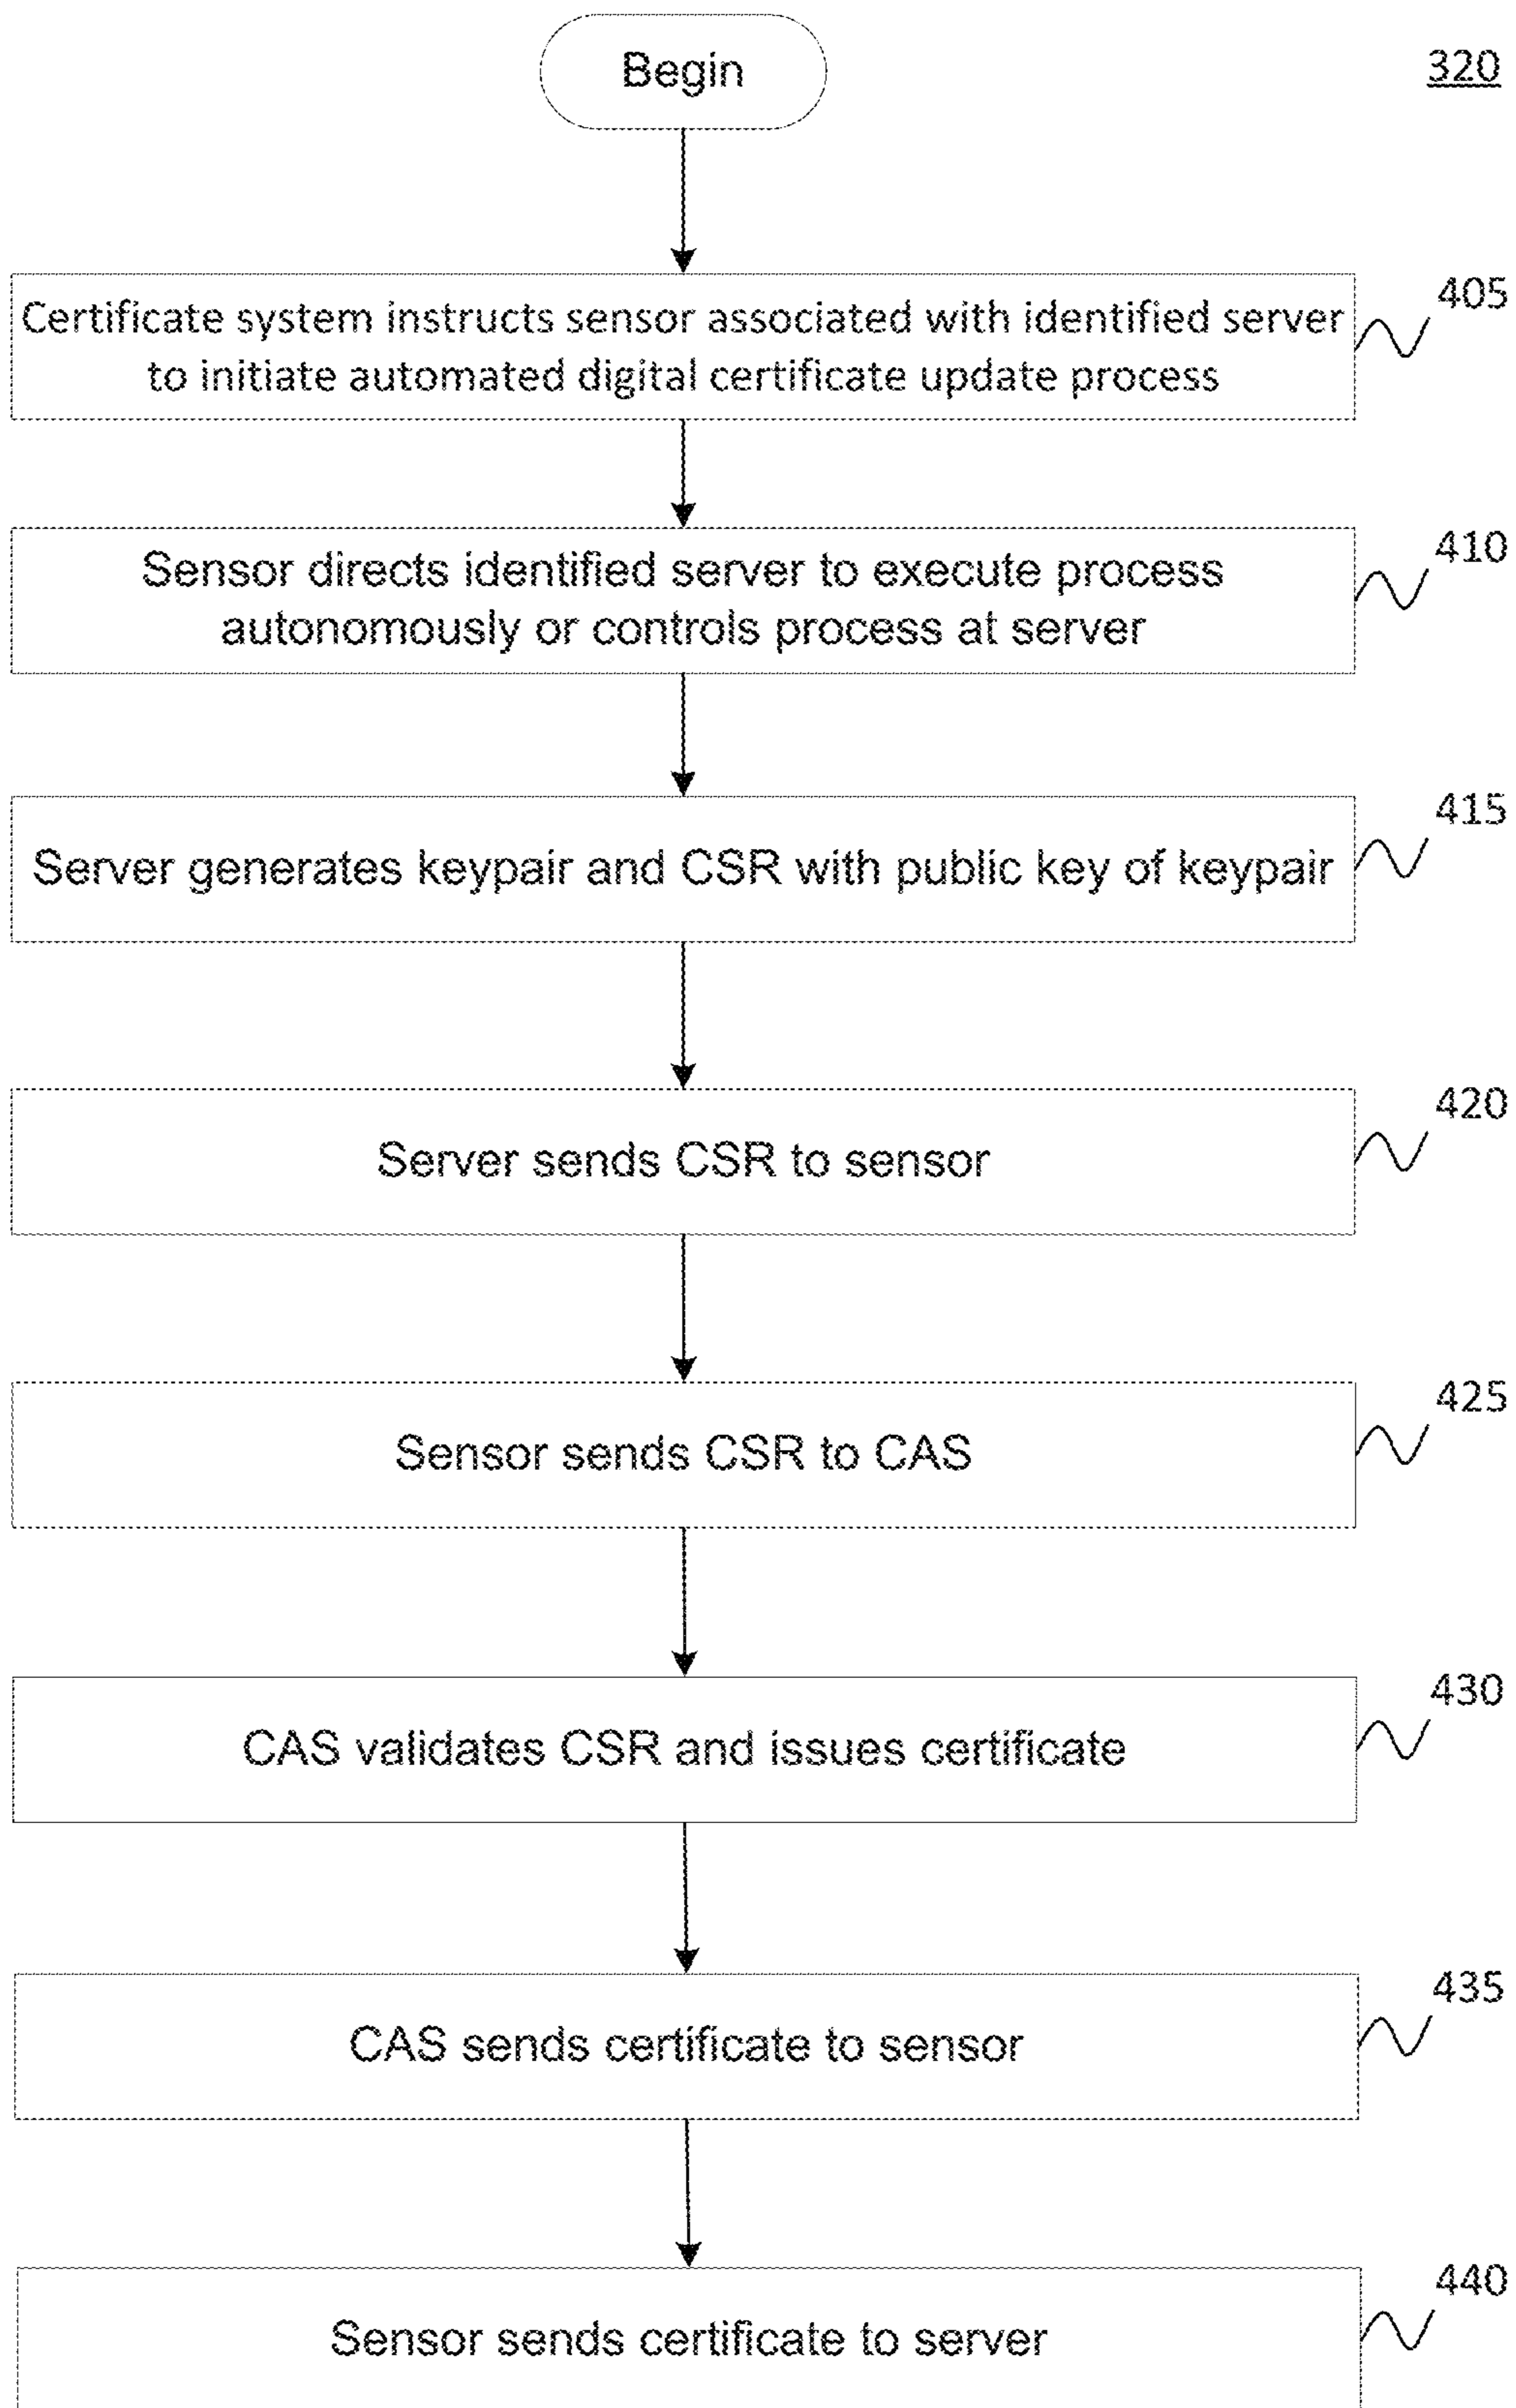 Begin
320
Certificate system instructs sensor associated with identified server
to initiate automated digital certificate update process
405
Sensor directs identified server to execute process
autonomously or controls process at server
410
Server generates keypair and CSR with public key of keypair
415
Server sends CSR to sensor
420
Sensor sends CSR to CAS
425
CAS validates CSR and issues certificate
430
CAS sends certificate to sensor
435
Sensor sends certificate to server
440